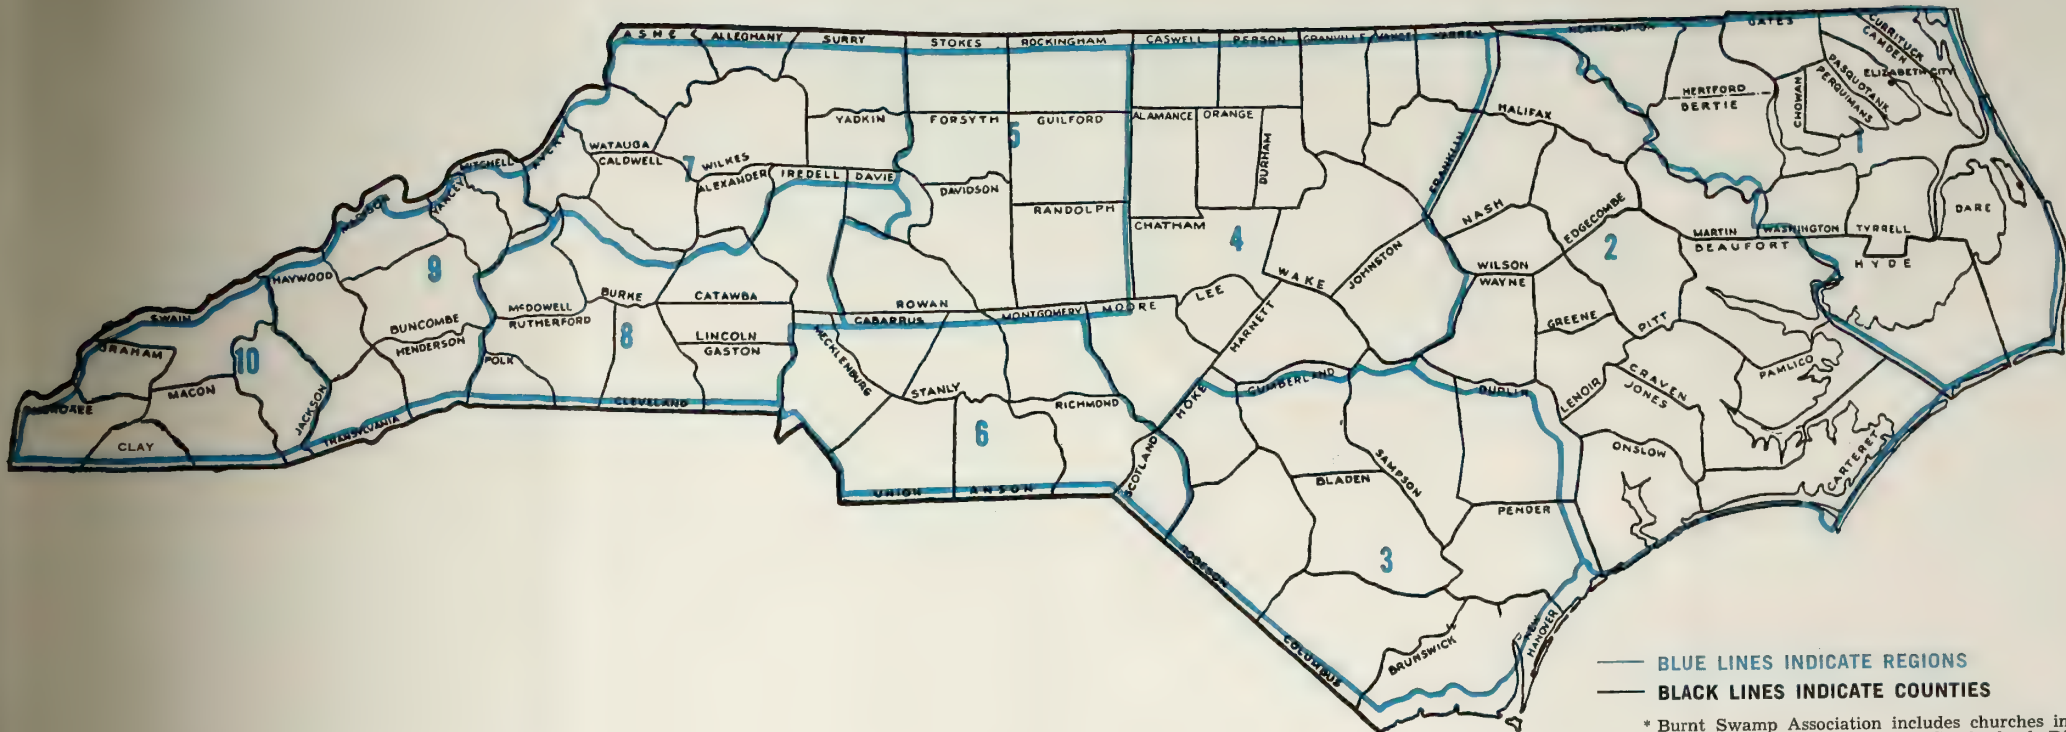 ASHE
ALLEGHANY
SURRY
STOKES
ROCKINGHAM
CASWELL
PERSON
GRANVILLE
VANCE
WARREN
NORTHAMPTON
GATES
CURRITUCK
CAMDEN
PASQUOTANK
PERQUIMANS
ELIZABETH CITY
CHOWAN
HERTFORD
BERTIE
1
HALIFAX
YADKIN
FORSYTH
GUILFORD
5
ALAMANCE
ORANGE
DURHAM
FRANKLIN
WATAUGA
CALDWELL
7
WILKES
ALEXANDER
IREDELL
DAVIE
DAVIDSON
RANDOLPH
CHATHAM
4
NASH
EDGECOMBE
2
MARTIN
BEAUFORT
WASHINGTON
TYRRELL
DARE
HYDE
AVERY
MITCHELL
YANCEY
MADISON
HAYWOOD
9
BUNCOMBE
HENDERSON
McDOWELL
RUTHERFORD
BURKE
8
CATAWBA
LINCOLN
GASTON
ROWAN
CABARRUS
MONTGOMERY
MOORE
LEE
HARNETT
WAKE
JOHNSTON
WILSON
WAYNE
GREENE
PITT
LENOIR
CRAVEN
JONES
PAMLICO
SWAIN
GRAHAM
10
MACON
CHEROKEE
CLAY
JACKSON
TRANSYLVANIA
POLK
CLEVELAND
MECKLENBURG
STANLY
6
RICHMOND
UNION
ANSON
SCOTLAND
HOKE
CUMBERLAND
SAMPSON
DUPLIN
ONSLOW
CARTERET
BLADEN
PENDER
3
ROBESON
COLUMBUS
BRUNSWICK
NEW
HANOVER
BLUE LINES INDICATE REGIONS
BLACK LINES INDICATE COUNTIES
* Burnt Swamp Association includes churches in